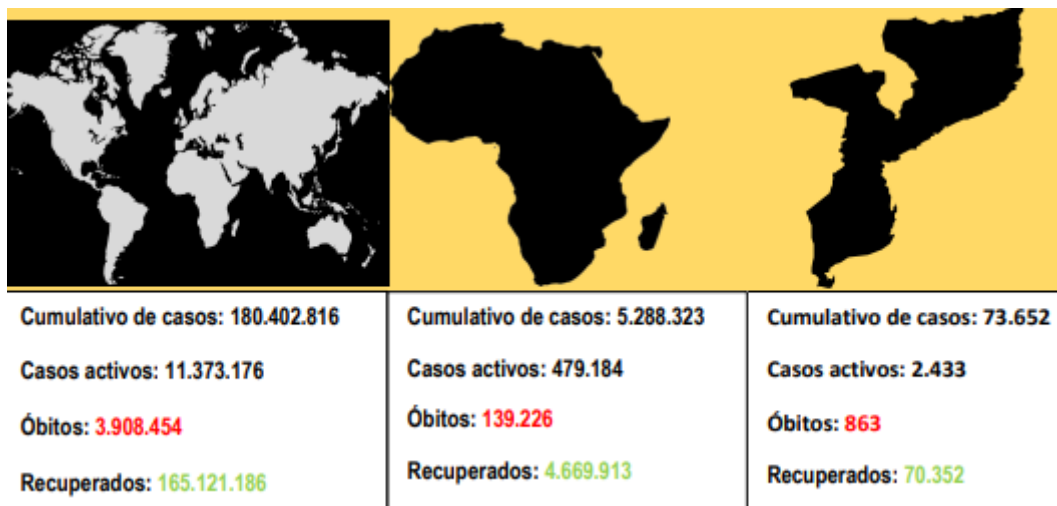 Cumulativo de casos: 180.402.816
Casos activos: 11.373.176
Óbitos: 3.908.454
Recuperados: 165.121.186
Cumulativo de casos: 5.288.323
Casos activos: 479.184
Óbitos: 139.226
Recuperados: 4.669.913
Cumulativo de casos: 73.652
Casos activos: 2.433
Óbitos: 863
Recuperados: 70.352